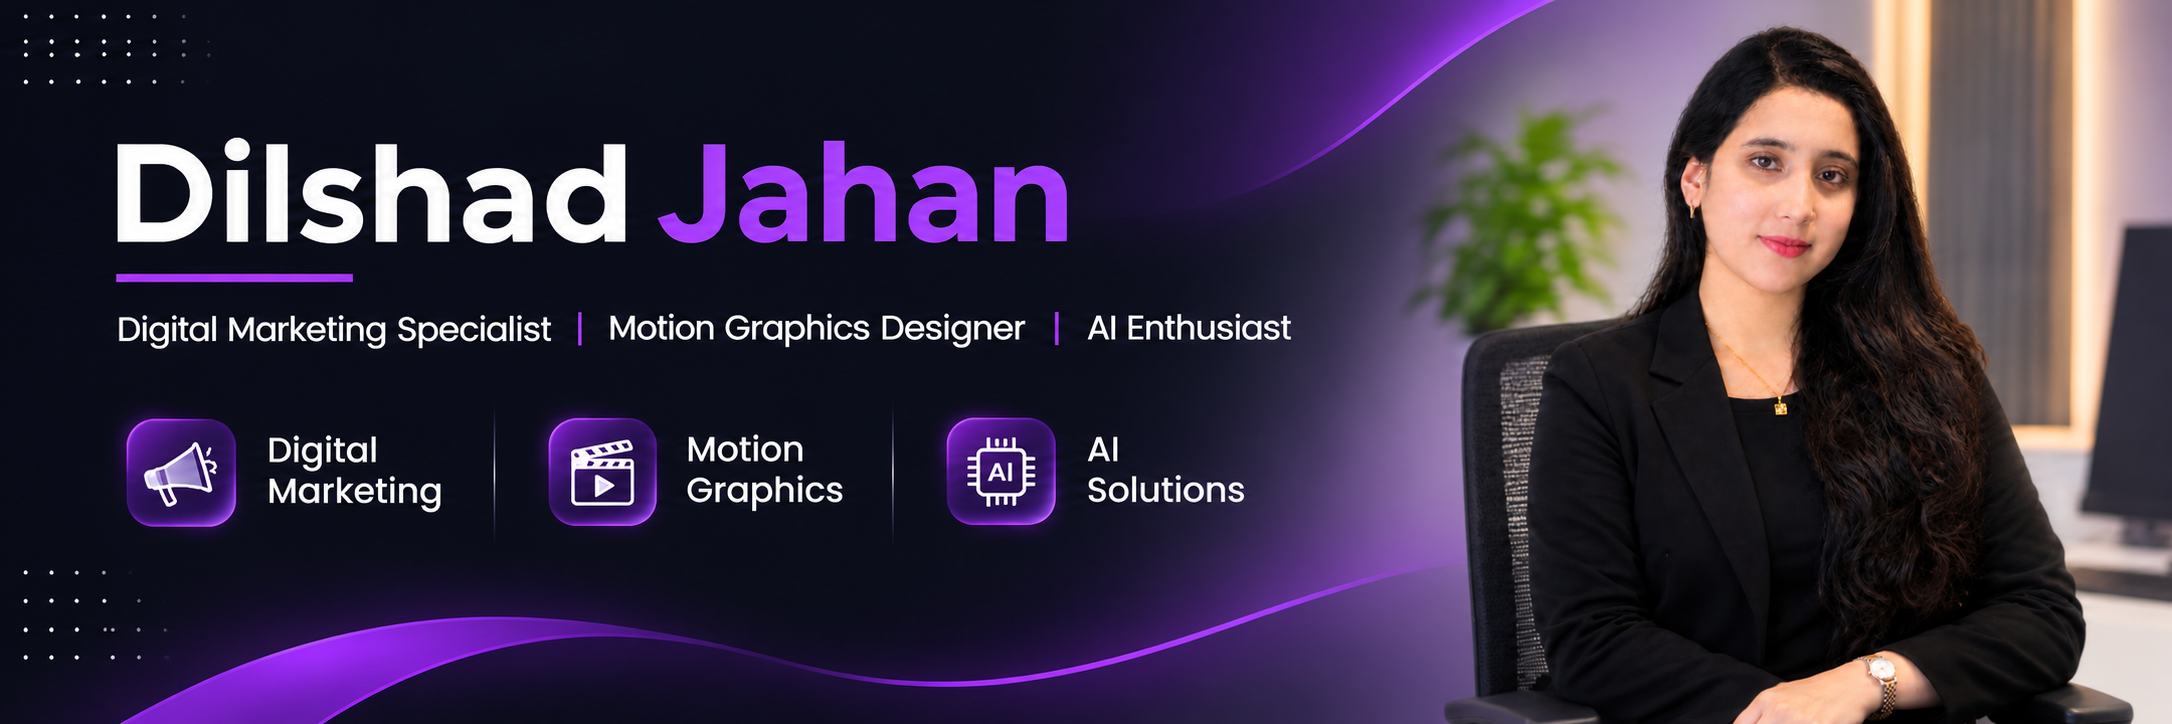 Dilshad Jahan
Digital Marketing Specialist | Motion Graphics Designer | AI Enthusiast
Digital
Marketing
Motion
Graphics
AI
AI
Solutions